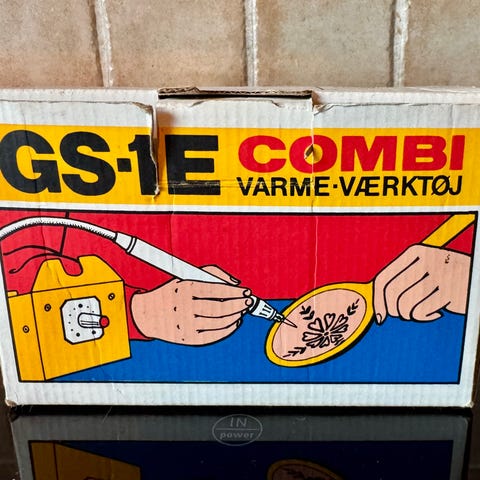 GS-1E COMBI
VARME-VÆRKTØJ
IN
power